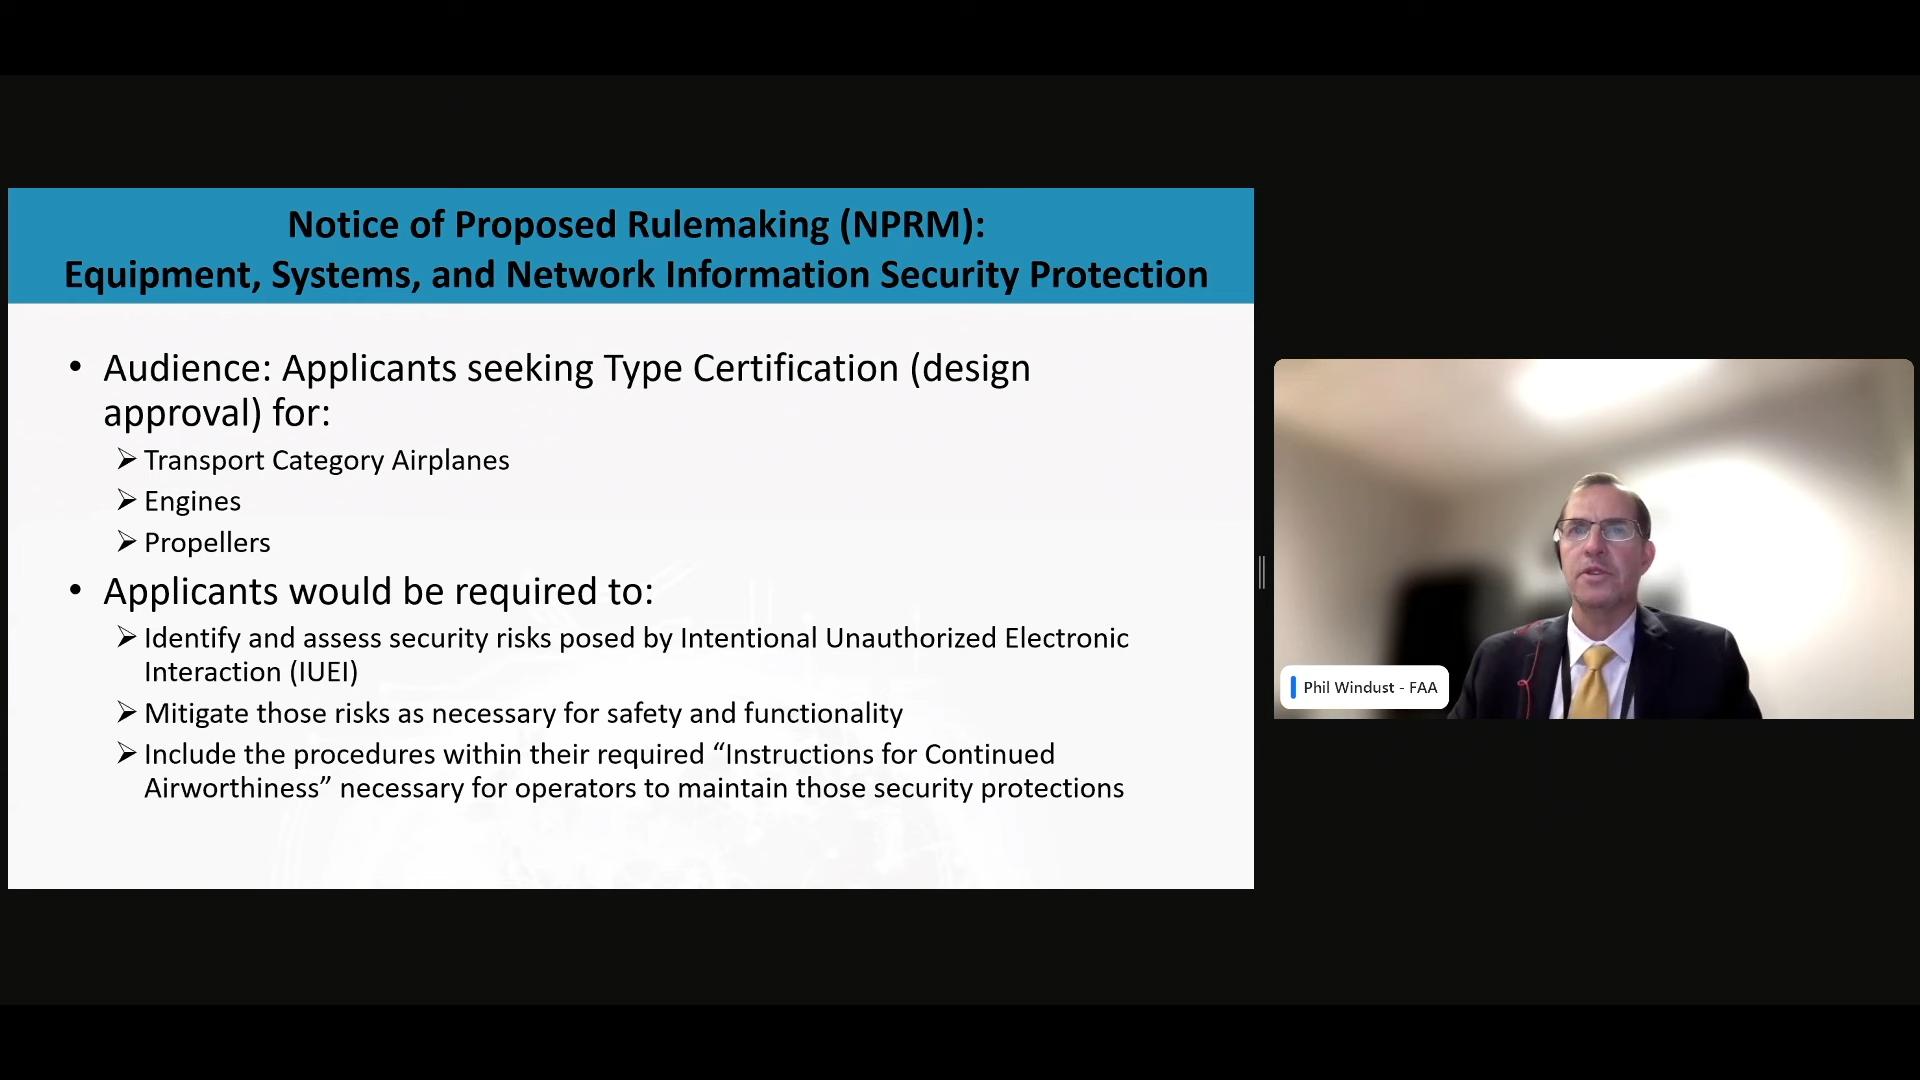 Notice of Proposed Rulemaking (NPRM):
Equipment, Systems, and Network Information Security Protection
• Audience: Applicants seeking Type Certification (design
approval) for:
➢ Transport Category Airplanes
➢ Engines
➢ Propellers
• Applicants would be required to:
➢ Identify and assess security risks posed by Intentional Unauthorized Electronic
Interaction (IUEI)
➢ Mitigate those risks as necessary for safety and functionality
➢ Include the procedures within their required “Instructions for Continued
Airworthiness” necessary for operators to maintain those security protections
Phil Windust - FAA